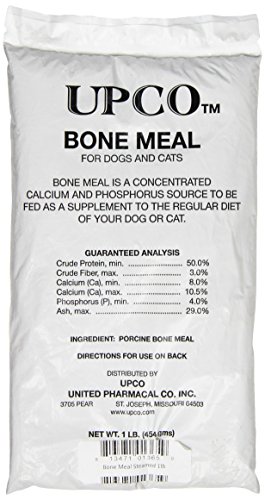 UPCO™
BONE MEAL
FOR DOGS AND CATS
BONE MEAL IS A CONCENTRATED
CALCIUM AND PHOSPHORUS SOURCE TO BE
FED AS A SUPPLEMENT TO THE REGULAR DIET
OF YOUR DOG OR CAT.
GUARANTEED ANALYSIS
Crude Protein, min. 50.0%
Crude Fiber, max. 3.0%
Calcium (Ca), min. 8.0%
Calcium (Ca), max. 10.5%
Phosphorus (P), min. 4.0%
Ash, max. 29.0%
INGREDIENT: PORCINE BONE MEAL
DIRECTIONS FOR USE ON BACK
DISTRIBUTED BY
UPCO
UNITED PHARMACAL CO. INC.
3705 PEAR ST. JOSEPH, MISSOURI 64503
www.upco.com
NET WT. 1 LB. (454 gms)
Bone Meal Steamed 1lb